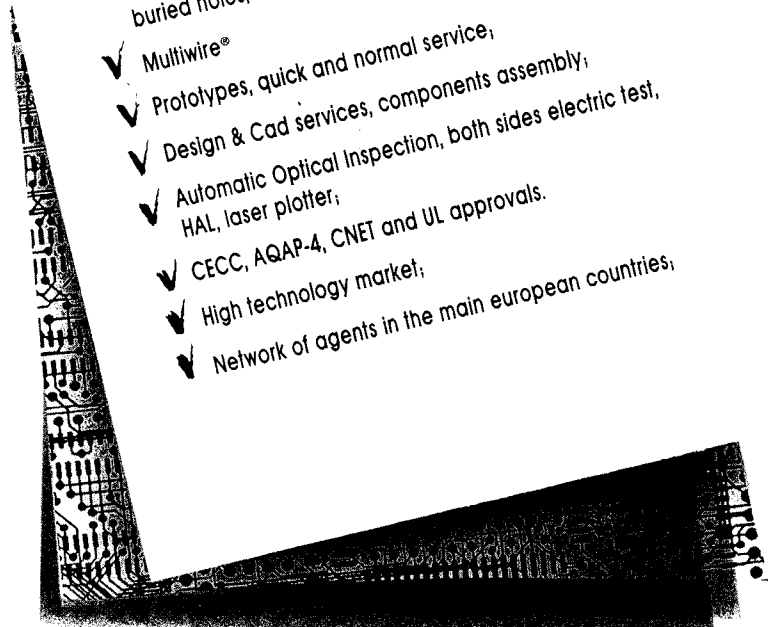 buried holes,
Multiwire®
Prototypes, quick and normal service;
Design & Cad services, components assembly;
Automatic Optical Inspection, both sides electric test,
HAL, laser plotter;
CECC, AQAP-4, CNET and UL approvals.
High technology market;
Network of agents in the main european countries;